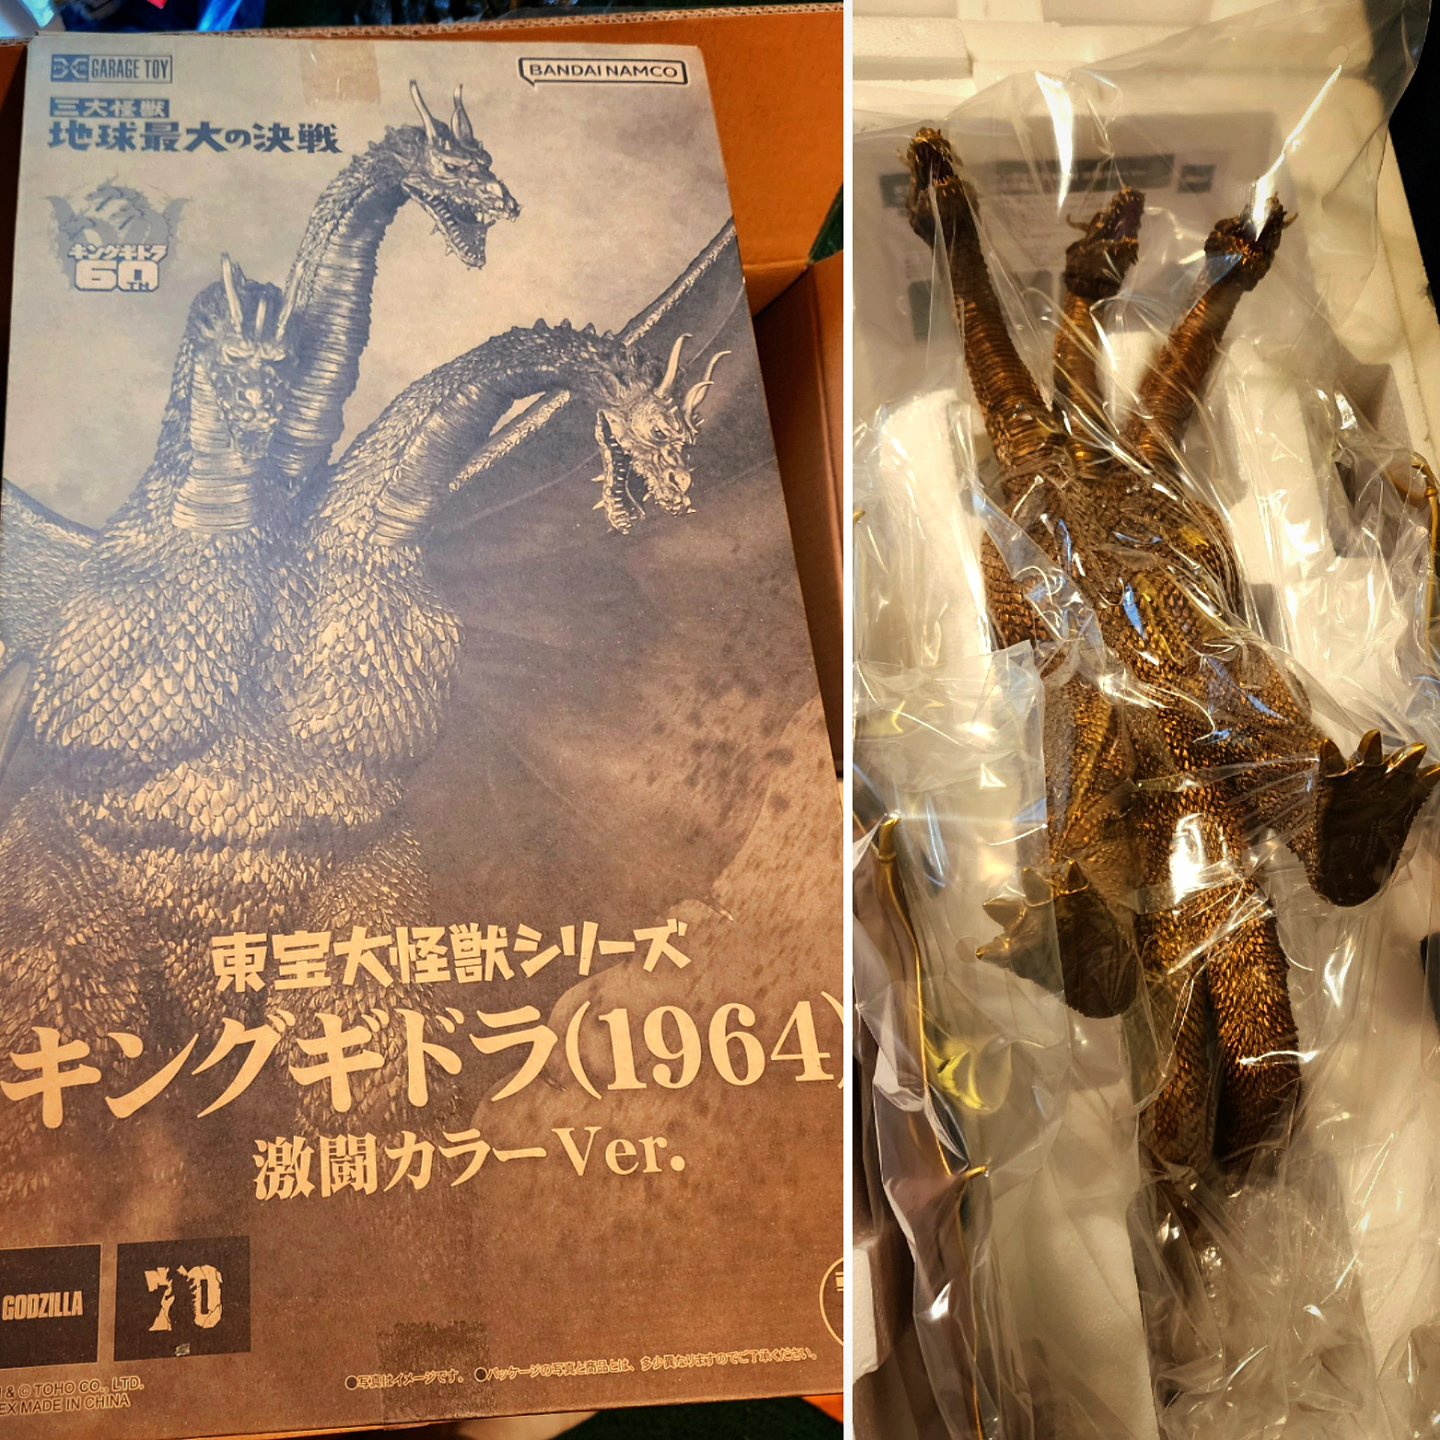 GARAGE TOY
BANDAI NAMCO
三大怪獣
地球最大の決戦
キングギドラ
60TH
東宝大怪獣シリーズ
キングギドラ(1964)
激闘カラーVer.
GODZILLA
70
●写真はイメージです。 ●パッケージの写真と商品とは、多少異なりますのでご了承ください。
& © TOHO CO., LTD.
EX MADE IN CHINA